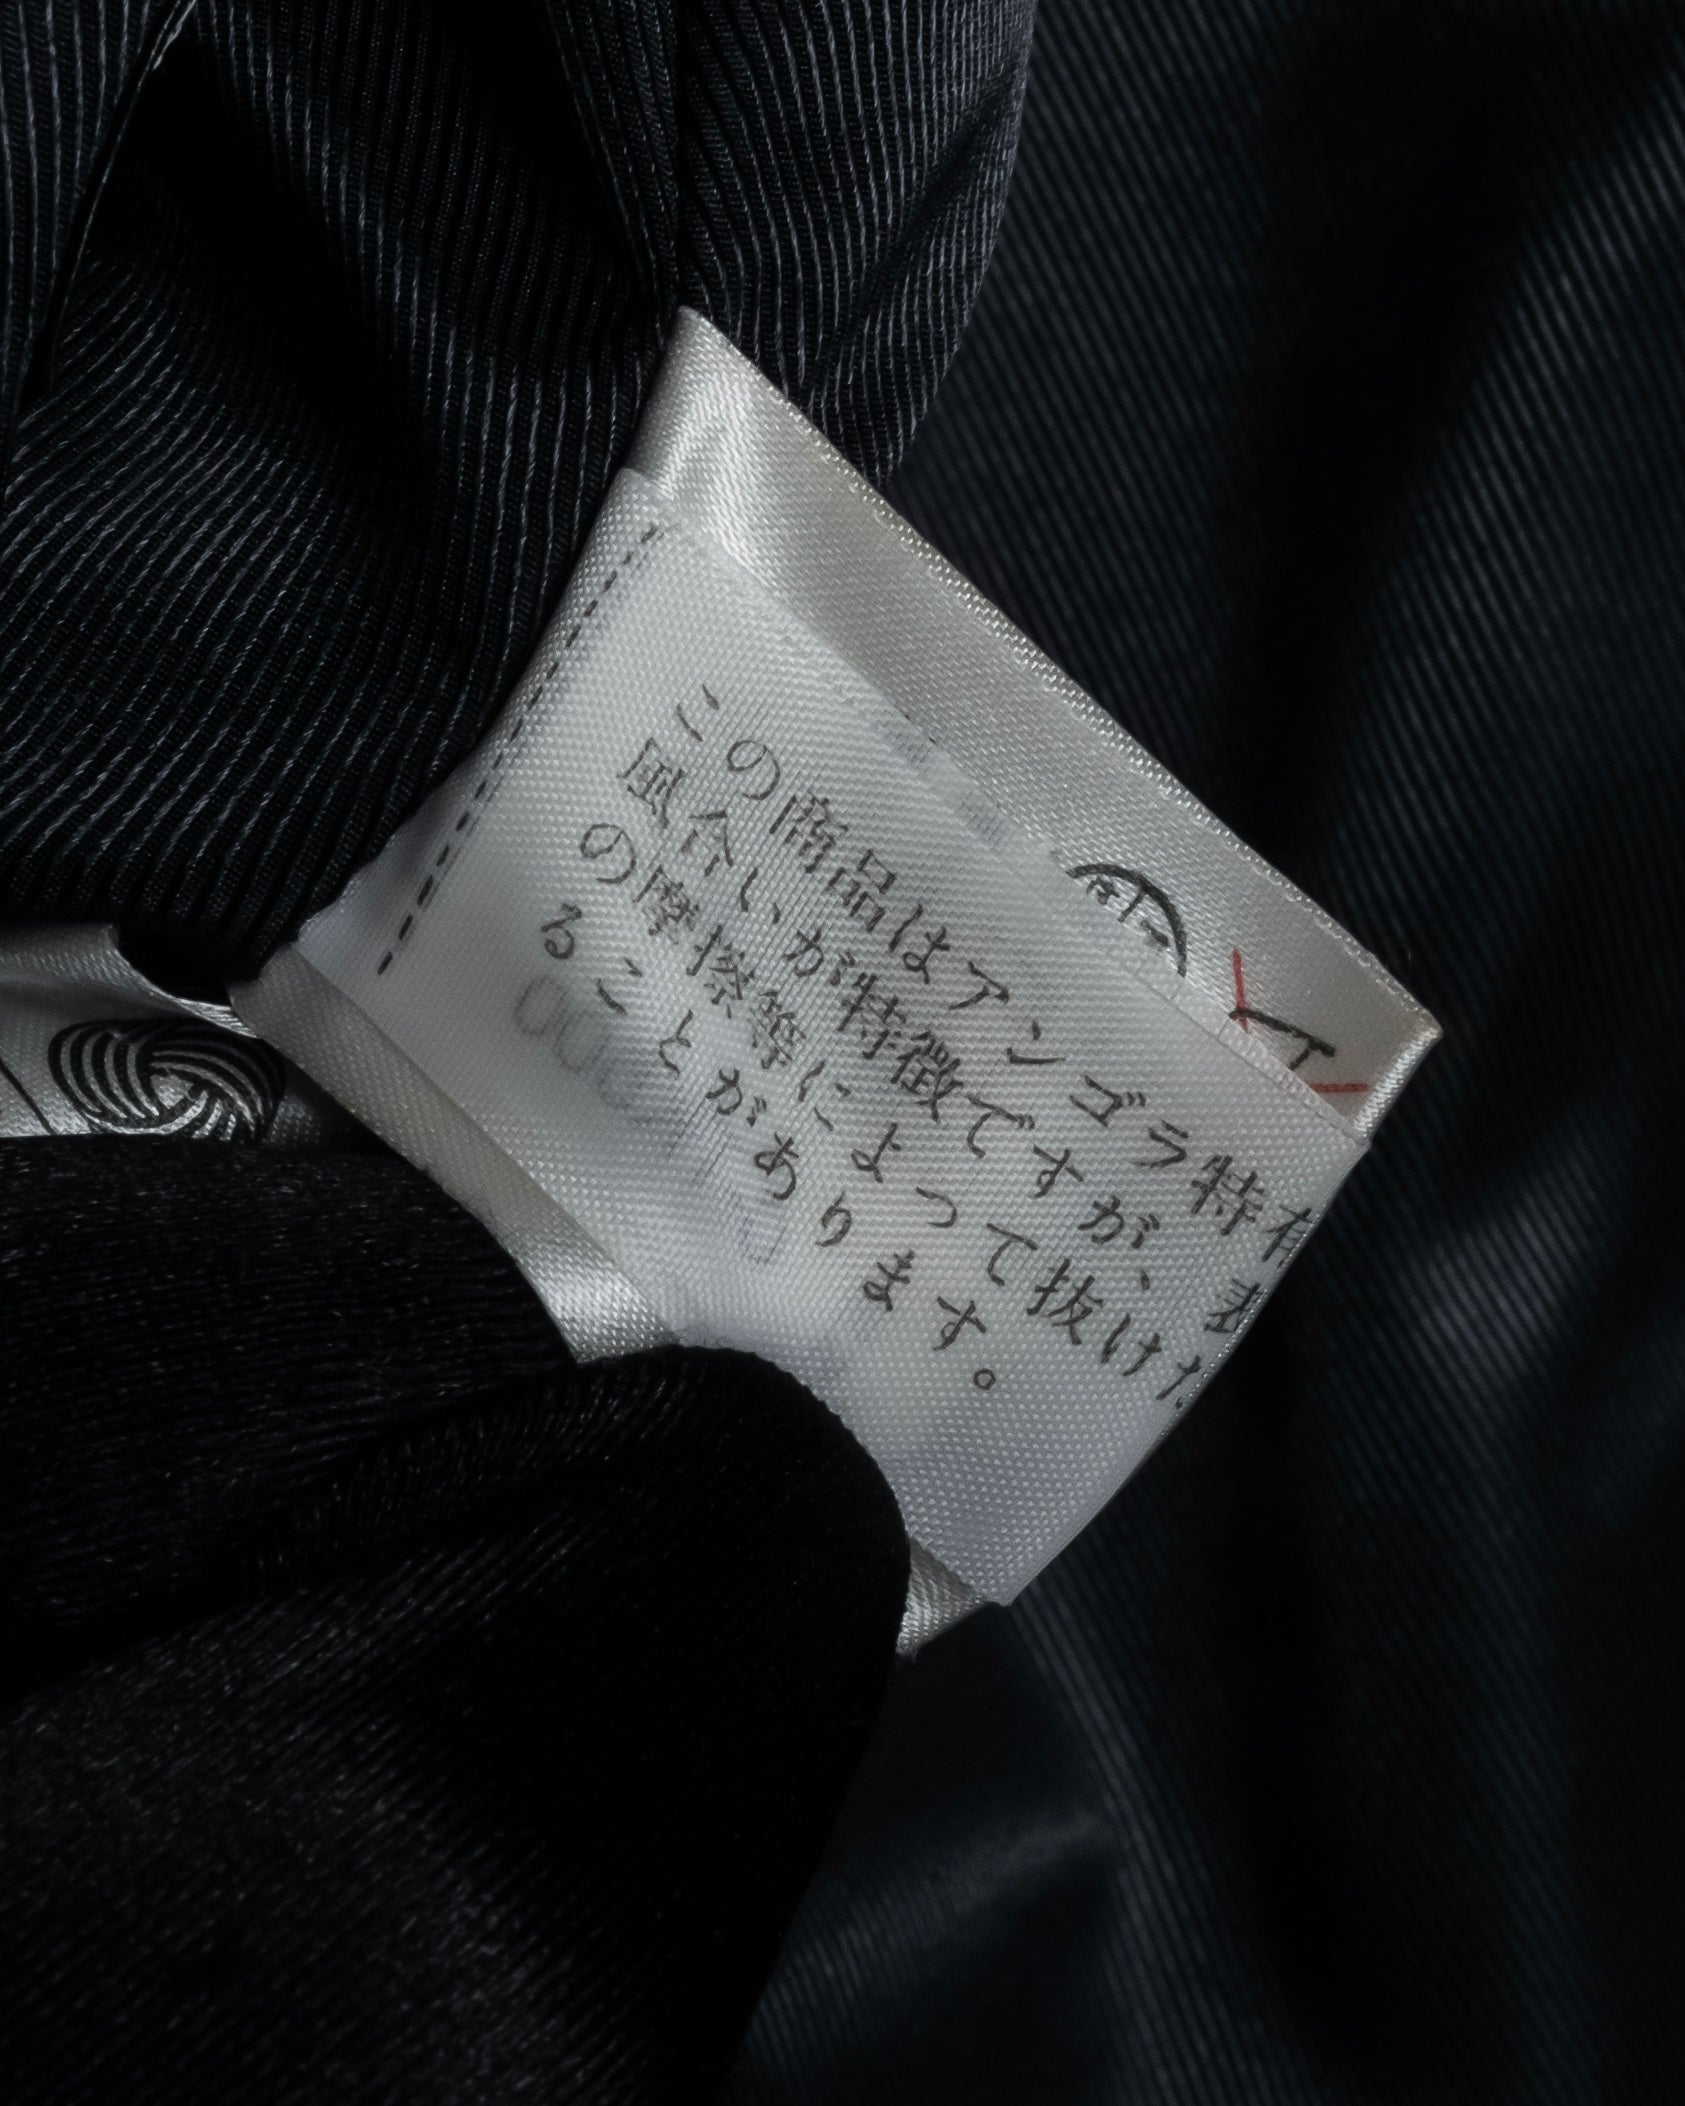 この商品はアンゴラ特有
風合いが特徴ですが、表
の摩擦等によって抜けた
ることがあります。